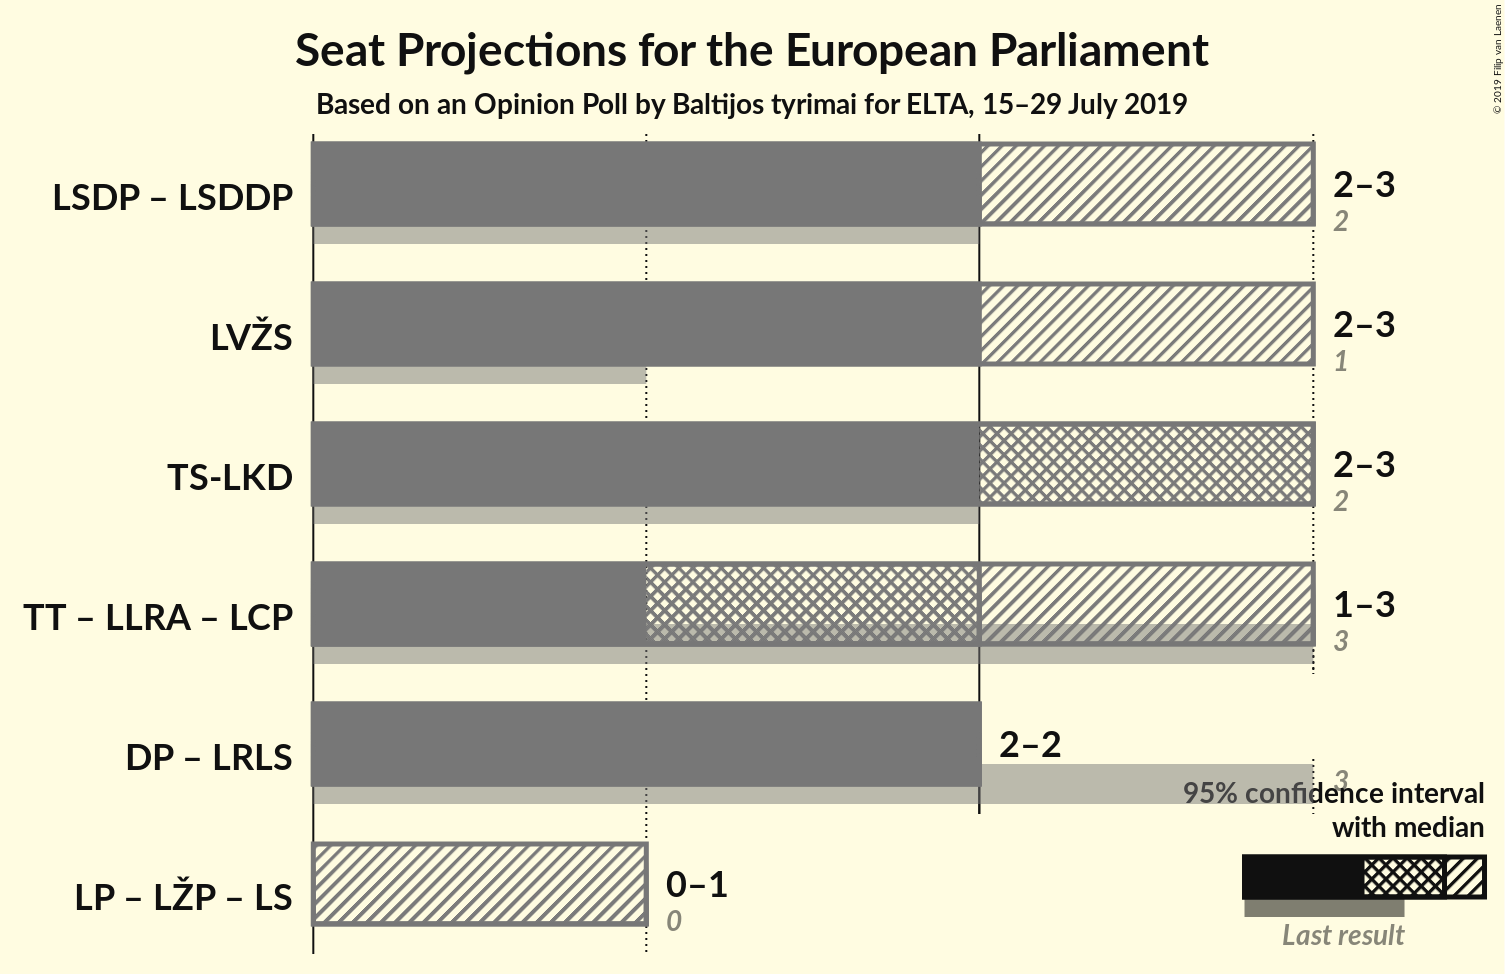 Seat Projections for the European Parliament
Based on an Opinion Poll by Baltijos tyrimai for ELTA, 15–29 July 2019
© 2019 Filip van Laenen
LSDP – LSDDP
2–3
2
LVŽS
2–3
1
TS-LKD
2–3
2
TT – LLRA – LCP
1–3
3
DP – LRLS
2–2
3
LP – LŽP – LS
0–1
0
95% confidence interval
with median
Last result